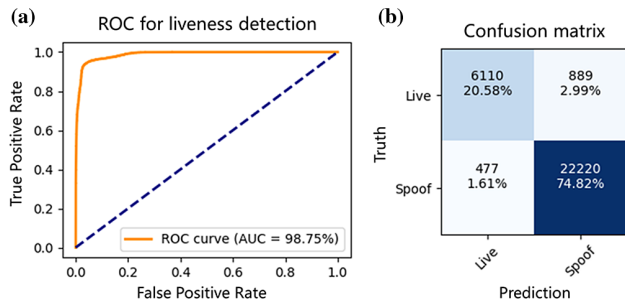 (a)
ROC for liveness detection
True Positive Rate
1.0
0.8
0.6
0.4
0.2
0.0
ROC curve (AUC = 98.75%)
0.0 0.2 0.4 0.6 0.8 1.0
False Positive Rate
(b)
Confusion matrix
Truth
Live
6110 889
20.58% 2.99%
Spoof
477 22220
1.61% 74.82%
Live Spoof
Prediction